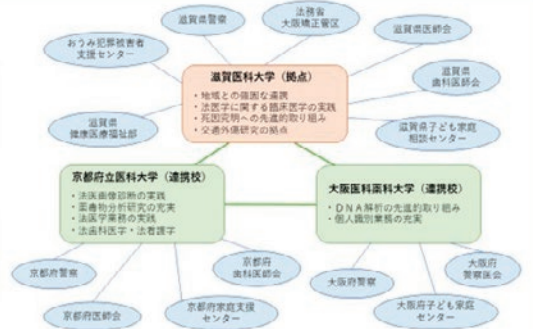 滋賀県警察
法務省
大阪矯正管区
滋賀県医師会
おうみ犯罪被害者
支援センター
滋賀県
歯科医師会
滋賀県
健康医療福祉部
滋賀県子ども家庭
相談センター
滋賀医科大学（拠点）
・地域との強固な連携
・法医学に関する臨床医学の実践
・死因究明への先進的取り組み
・交通外傷研究の拠点
京都府立医科大学（連携校）
・法医画像診断の実践
・薬毒物分析研究の充実
・法医学実務の実践
・法歯科医学・法看護学
大阪医科薬科大学（連携校）
・DNA解析の先進的取り組み
・個人識別業務の充実
京都府警察
京都府
歯科医師会
京都府医師会
京都府家庭支援
センター
大阪府警察
大阪府
警察医会
大阪府子ども家庭
センター